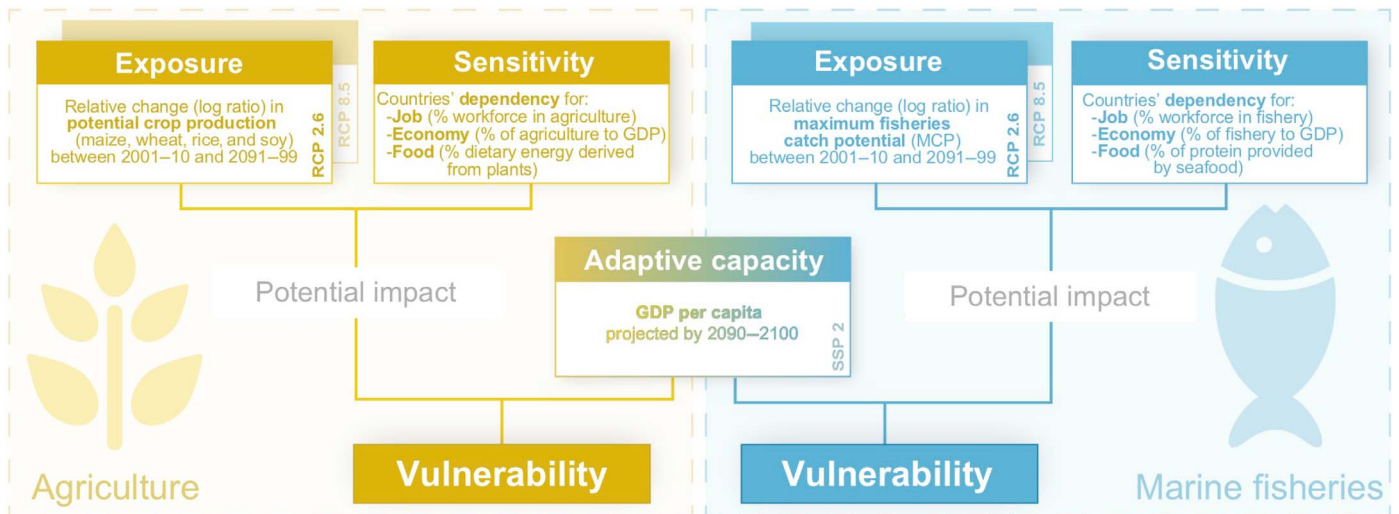 Exposure
Relative change (log ratio) in
potential crop production
(maize, wheat, rice, and soy)
between 2001–10 and 2091–99
RCP 2.6
RCP 8.5
Sensitivity
Countries’ dependency for:
-Job (% workforce in agriculture)
-Economy (% of agriculture to GDP)
-Food (% dietary energy derived
from plants)
Exposure
Relative change (log ratio) in
maximum fisheries
catch potential (MCP)
between 2001–10 and 2091–99
RCP 2.6
RCP 8.5
Sensitivity
Countries’ dependency for:
-Job (% workforce in fishery)
-Economy (% of fishery to GDP)
-Food (% of protein provided
by seafood)
Potential impact
Adaptive capacity
GDP per capita
projected by 2090–2100
SSP 2
Potential impact
Vulnerability
Vulnerability
Agriculture
Marine fisheries